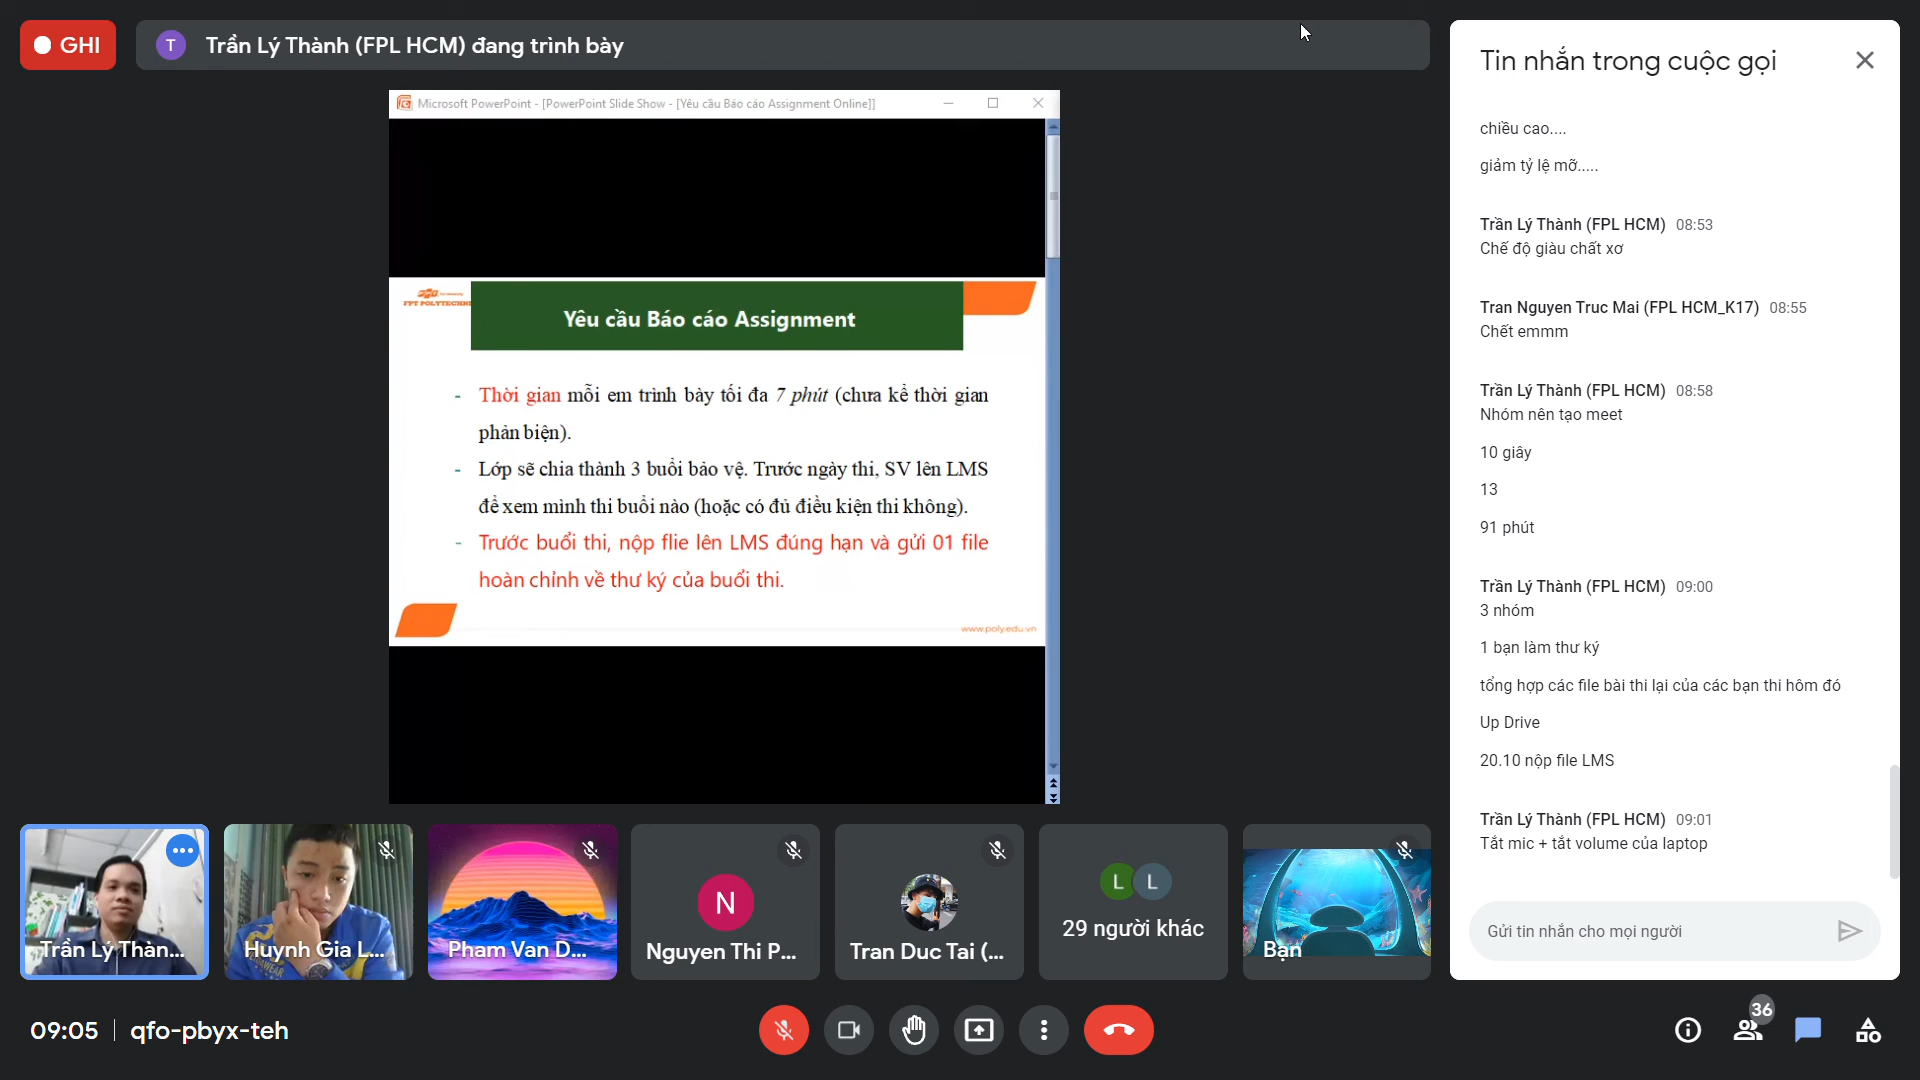 GHI
T
Trần Lý Thành (FPL HCM) đang trình bày
Microsoft PowerPoint - [PowerPoint Slide Show - [Yêu cầu Báo cáo Assignment Online]]
FPT POLYTECHNI
Yêu cầu Báo cáo Assignment
- Thời gian mỗi em trình bày tối đa 7 phút (chưa kể thời gian
phản biện).
- Lớp sẽ chia thành 3 buổi bảo vệ. Trước ngày thi, SV lên LMS
để xem mình thi buổi nào (hoặc có đủ điều kiện thi không).
- Trước buổi thi, nộp flie lên LMS đúng hạn và gửi 01 file
hoàn chỉnh về thư ký của buổi thi.
www.poly.edu.vn
Trần Lý Thàn...
Huynh Gia L...
Pham Van D...
N
Nguyen Thi P...
Tran Duc Tai (...
L L
29 người khác
Bạn
09:05 | qfo-pbyx-teh
Tin nhắn trong cuộc gọi
chiều cao....
giảm tỷ lệ mỡ.....
Trần Lý Thành (FPL HCM) 08:53
Chế độ giàu chất xơ
Tran Nguyen Truc Mai (FPL HCM_K17) 08:55
Chết emmm
Trần Lý Thành (FPL HCM) 08:58
Nhóm nên tạo meet
10 giây
13
91 phút
Trần Lý Thành (FPL HCM) 09:00
3 nhóm
1 bạn làm thư ký
tổng hợp các file bài thi lại của các bạn thi hôm đó
Up Drive
20.10 nộp file LMS
Trần Lý Thành (FPL HCM) 09:01
Tắt mic + tắt volume của laptop
Gửi tin nhắn cho mọi người
36